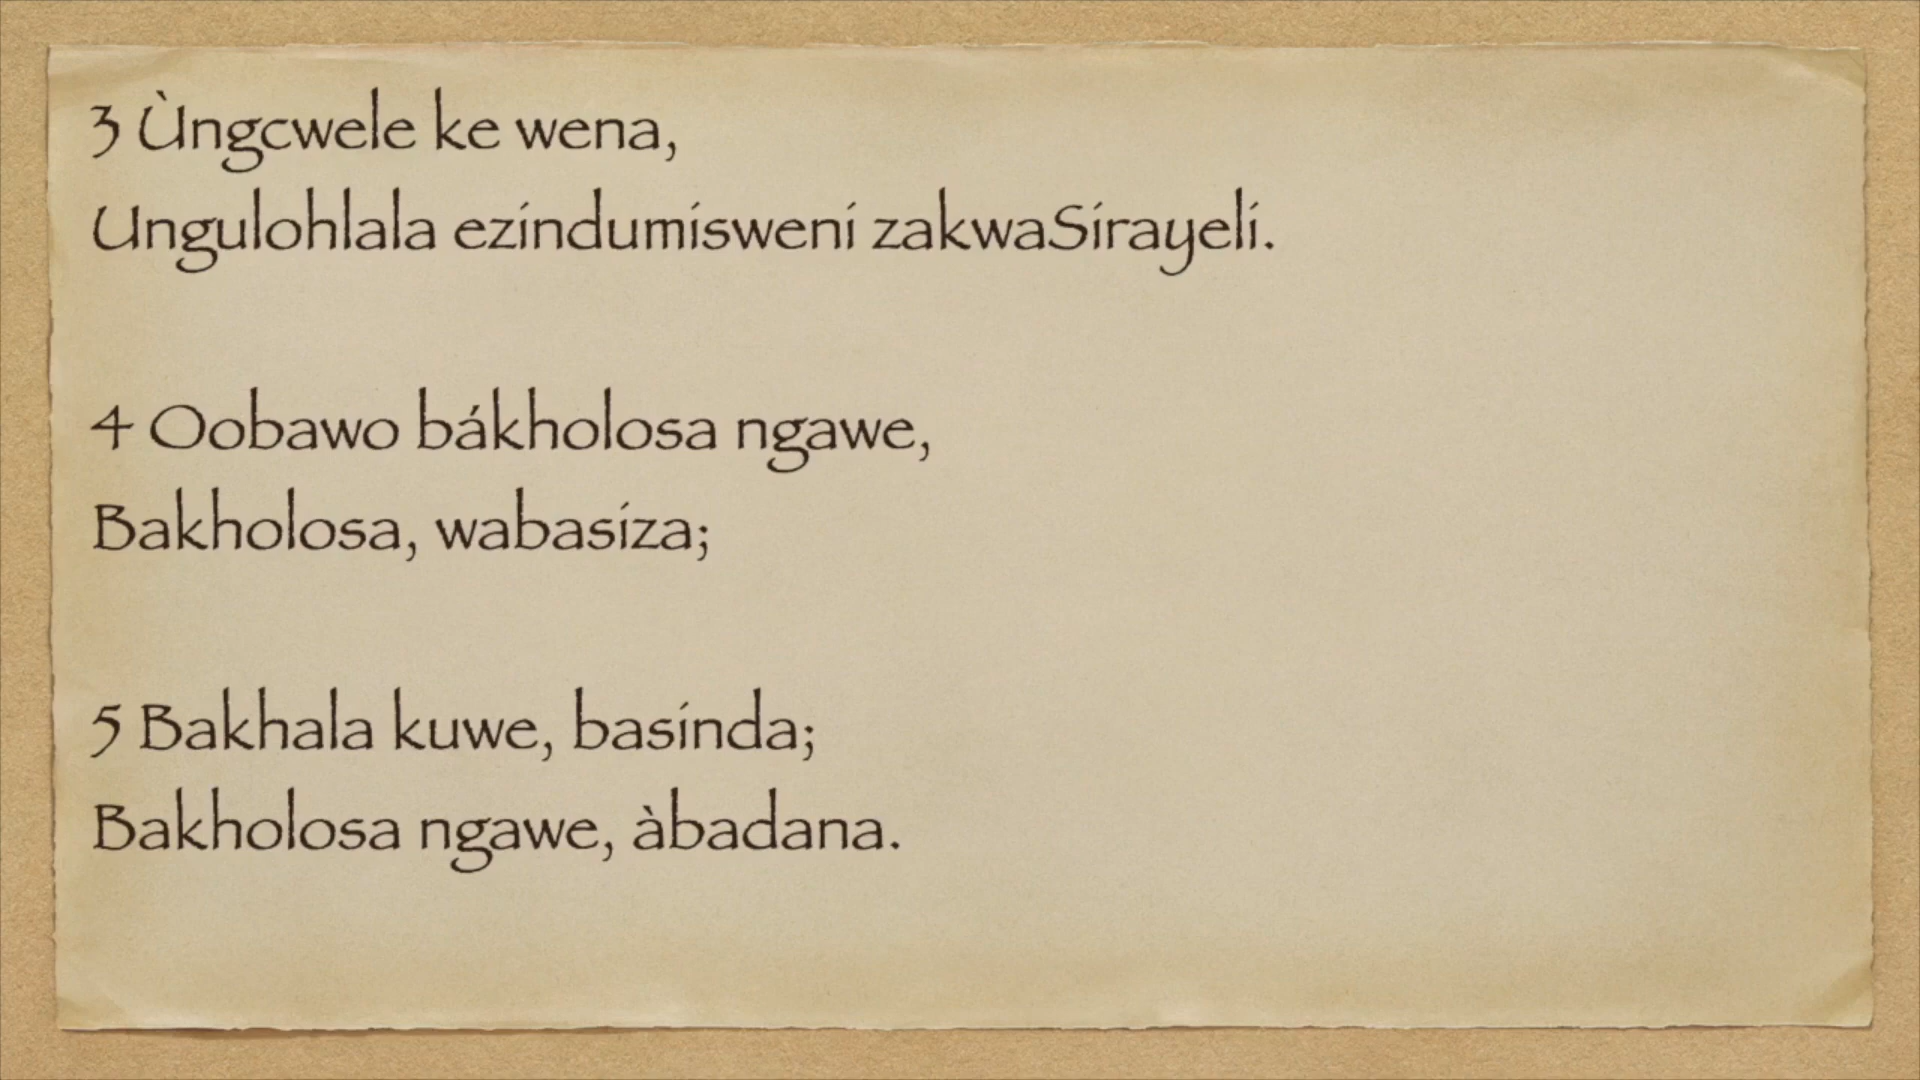 3 Ùngcwele ke wena,
Ungulohlala ezindumisweni zakwaSirayeli.
4 Oobawo bákholosa ngawe,
Bakholosa, wabasiza;
5 Bakhala kuwe, basinda;
Bakholosa ngawe, àbadana.